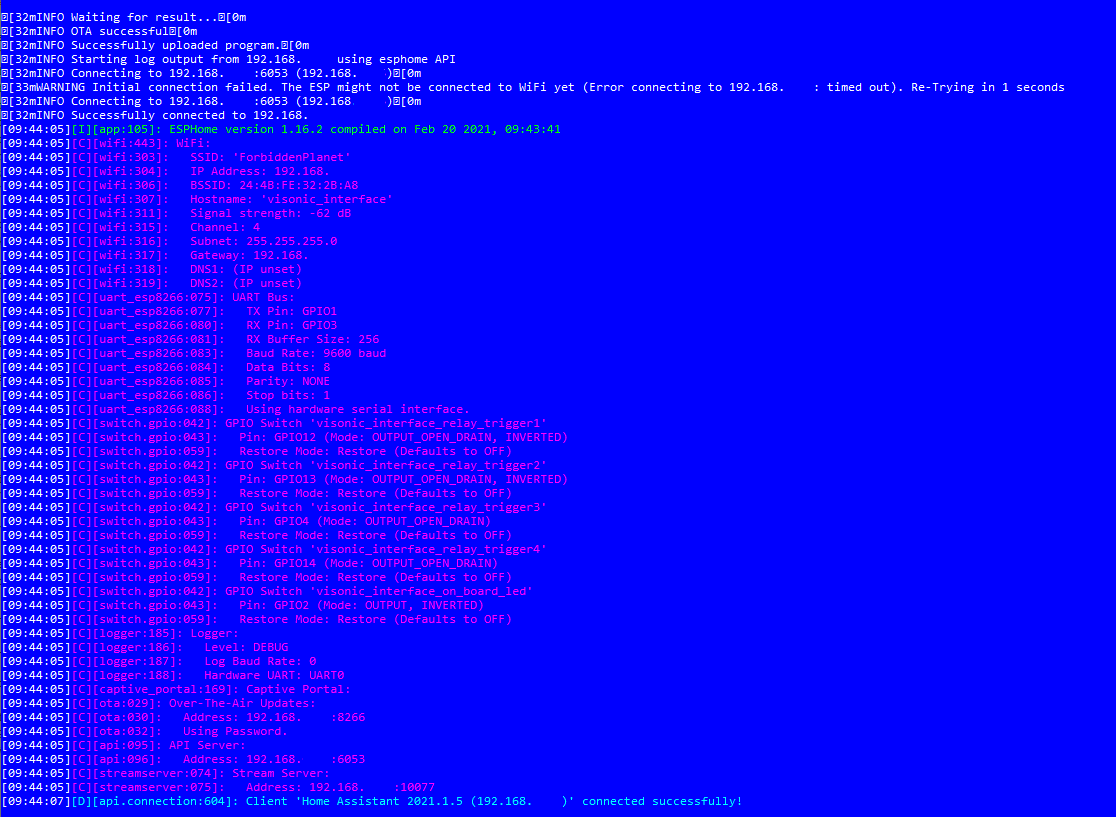 [32mINFO Waiting for result...[0m
[32mINFO OTA successful[0m
[32mINFO Successfully uploaded program.[0m
[32mINFO Starting log output from 192.168.     using esphome API
[32mINFO Connecting to 192.168.    :6053 (192.168.    )[0m
[33mWARNING Initial connection failed. The ESP might not be connected to WiFi yet (Error connecting to 192.168.    : timed out). Re-Trying in 1 seconds
[32mINFO Connecting to 192.168.    :6053 (192.168     )[0m
[32mINFO Successfully connected to 192.168.
[09:44:05][I][app:105]: ESPHome version 1.16.2 compiled on Feb 20 2021, 09:43:41
[09:44:05][C][wifi:443]: WiFi:
[09:44:05][C][wifi:303]:   SSID: 'ForbiddenPlanet'
[09:44:05][C][wifi:304]:   IP Address: 192.168.
[09:44:05][C][wifi:306]:   BSSID: 24:4B:FE:32:2B:A8
[09:44:05][C][wifi:307]:   Hostname: 'visonic_interface'
[09:44:05][C][wifi:311]:   Signal strength: -62 dB
[09:44:05][C][wifi:315]:   Channel: 4
[09:44:05][C][wifi:316]:   Subnet: 255.255.255.0
[09:44:05][C][wifi:317]:   Gateway: 192.168.
[09:44:05][C][wifi:318]:   DNS1: (IP unset)
[09:44:05][C][wifi:319]:   DNS2: (IP unset)
[09:44:05][C][uart_esp8266:075]: UART Bus:
[09:44:05][C][uart_esp8266:077]:   TX Pin: GPIO1
[09:44:05][C][uart_esp8266:080]:   RX Pin: GPIO3
[09:44:05][C][uart_esp8266:081]:   RX Buffer Size: 256
[09:44:05][C][uart_esp8266:083]:   Baud Rate: 9600 baud
[09:44:05][C][uart_esp8266:084]:   Data Bits: 8
[09:44:05][C][uart_esp8266:085]:   Parity: NONE
[09:44:05][C][uart_esp8266:086]:   Stop bits: 1
[09:44:05][C][uart_esp8266:088]:   Using hardware serial interface.
[09:44:05][C][switch.gpio:042]: GPIO Switch 'visonic_interface_relay_trigger1'
[09:44:05][C][switch.gpio:043]:   Pin: GPIO12 (Mode: OUTPUT_OPEN_DRAIN, INVERTED)
[09:44:05][C][switch.gpio:059]:   Restore Mode: Restore (Defaults to OFF)
[09:44:05][C][switch.gpio:042]: GPIO Switch 'visonic_interface_relay_trigger2'
[09:44:05][C][switch.gpio:043]:   Pin: GPIO13 (Mode: OUTPUT_OPEN_DRAIN, INVERTED)
[09:44:05][C][switch.gpio:059]:   Restore Mode: Restore (Defaults to OFF)
[09:44:05][C][switch.gpio:042]: GPIO Switch 'visonic_interface_relay_trigger3'
[09:44:05][C][switch.gpio:043]:   Pin: GPIO4 (Mode: OUTPUT_OPEN_DRAIN)
[09:44:05][C][switch.gpio:059]:   Restore Mode: Restore (Defaults to OFF)
[09:44:05][C][switch.gpio:042]: GPIO Switch 'visonic_interface_relay_trigger4'
[09:44:05][C][switch.gpio:043]:   Pin: GPIO14 (Mode: OUTPUT_OPEN_DRAIN)
[09:44:05][C][switch.gpio:059]:   Restore Mode: Restore (Defaults to OFF)
[09:44:05][C][switch.gpio:042]: GPIO Switch 'visonic_interface_on_board_led'
[09:44:05][C][switch.gpio:043]:   Pin: GPIO2 (Mode: OUTPUT, INVERTED)
[09:44:05][C][switch.gpio:059]:   Restore Mode: Restore (Defaults to OFF)
[09:44:05][C][logger:185]: Logger:
[09:44:05][C][logger:186]:   Level: DEBUG
[09:44:05][C][logger:187]:   Log Baud Rate: 0
[09:44:05][C][logger:188]:   Hardware UART: UART0
[09:44:05][C][captive_portal:169]: Captive Portal:
[09:44:05][C][ota:029]: Over-The-Air Updates:
[09:44:05][C][ota:030]:   Address: 192.168.    :8266
[09:44:05][C][ota:032]:   Using Password.
[09:44:05][C][api:095]: API Server:
[09:44:05][C][api:096]:   Address: 192.168.    :6053
[09:44:05][C][streamserver:074]: Stream Server:
[09:44:05][C][streamserver:075]:   Address: 192.168.    :10077
[09:44:07][D][api.connection:604]: Client 'Home Assistant 2021.1.5 (192.168.    )' connected successfully!